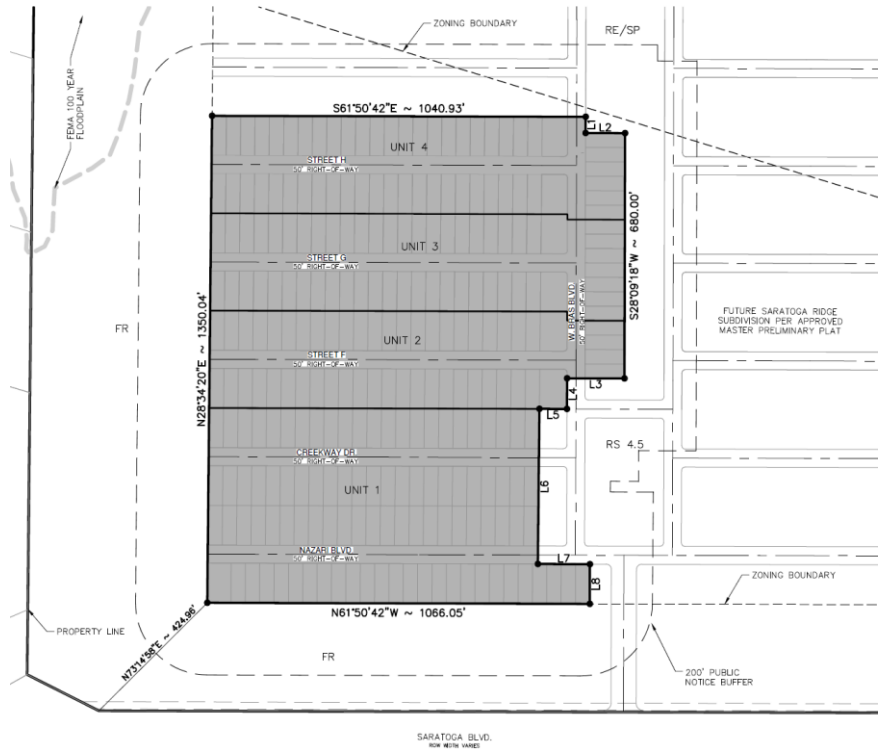 ZONING BOUNDARY
RE/SP
FEMA 100 YEAR
FLOODPLAIN
S61°50'42"E ~ 1040.93'
L1
L2
UNIT 4
STREET H
50' RIGHT-OF-WAY
UNIT 3
STREET G
50' RIGHT-OF-WAY
S28°09'18"W ~ 680.00'
W. BRAS BLVD.
50' RIGHT-OF-WAY
FUTURE SARATOGA RIDGE
SUBDIVISION PER APPROVED
MASTER PRELIMINARY PLAT
FR
N28°34'20"E ~ 1350.04'
UNIT 2
STREET F
50' RIGHT-OF-WAY
L3
L4
L5
CREEKWAY DR
50' RIGHT-OF-WAY
RS 4.5
UNIT 1
L6
NAZARI BLVD
50' RIGHT-OF-WAY
L7
L8
ZONING BOUNDARY
N61°50'42"W ~ 1066.05'
PROPERTY LINE
N73°14'58"E ~ 424.96'
FR
200' PUBLIC
NOTICE BUFFER
SARATOGA BLVD.
ROW WIDTH VARIES